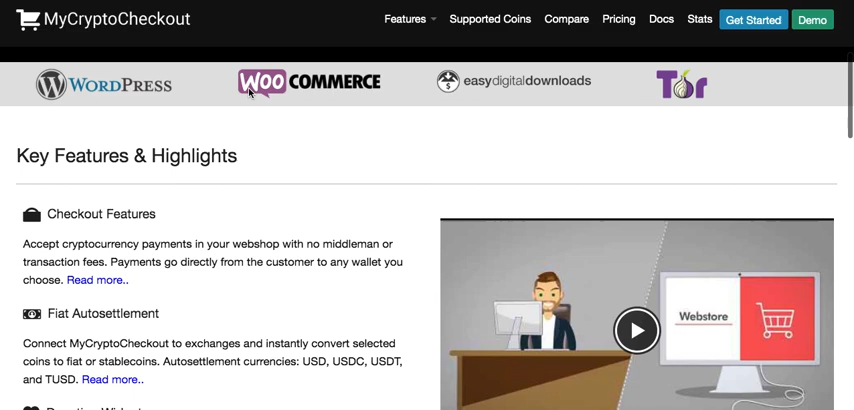 MyCryptoCheckout
Features Supported Coins Compare Pricing Docs Stats Get Started Demo
WORDPRESS WOO COMMERCE easydigitaldownloads Tor
Key Features & Highlights
Checkout Features
Accept cryptocurrency payments in your webshop with no middleman or
transaction fees. Payments go directly from the customer to any wallet you
choose. Read more..
Fiat Autosettlement
Connect MyCryptoCheckout to exchanges and instantly convert selected
coins to fiat or stablecoins. Autosettlement currencies: USD, USDC, USDT,
and TUSD. Read more..
Webstore